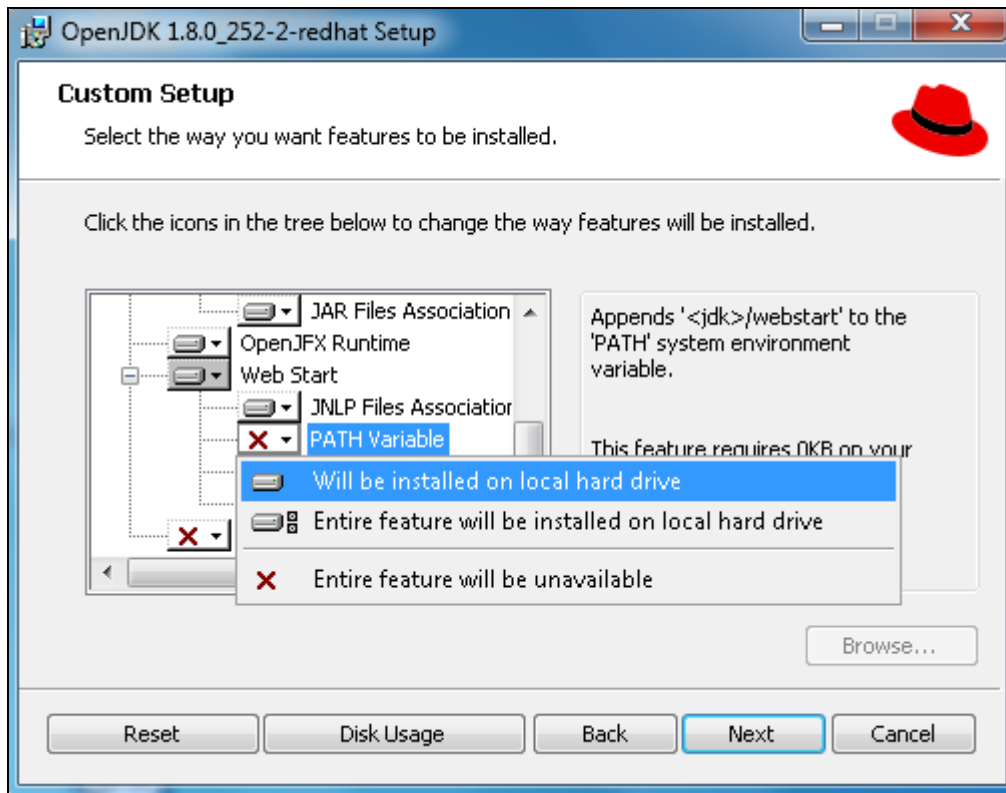 OpenJDK 1.8.0_252-2-redhat Setup
Custom Setup
Select the way you want features to be installed.
Click the icons in the tree below to change the way features will be installed.
JAR Files Association
OpenJFX Runtime
Web Start
JNLP Files Association
PATH Variable
Appends '<jdk>/webstart' to the
'PATH' system environment
variable.
This feature requires 0KB on your
Will be installed on local hard drive
Entire feature will be installed on local hard drive
Entire feature will be unavailable
Browse...
Reset
Disk Usage
Back
Next
Cancel